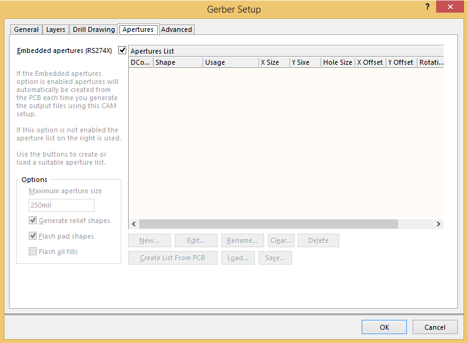 Gerber Setup
?
General
Layers
Drill Drawing
Apertures
Advanced
Embedded apertures (RS274X)
If the Embedded apertures
option is enabled apertures will
automatically be created from
the PCB each time you generate
the output files using this CAM
setup.
If this option is not enabled the
aperture list on the right is used.
Use the buttons to create or
load a suitable aperture list.
Options
Maximum aperture size
250mil
Generate relief shapes
Flash pad shapes
Flash all fills
Apertures List
DCo... Shape Usage X Size Y Sixe Hole Size X Offset Y Offset Rotati...
New... Edit... Rename... Clear... Delete
Create List From PCB Load... Save...
OK Cancel